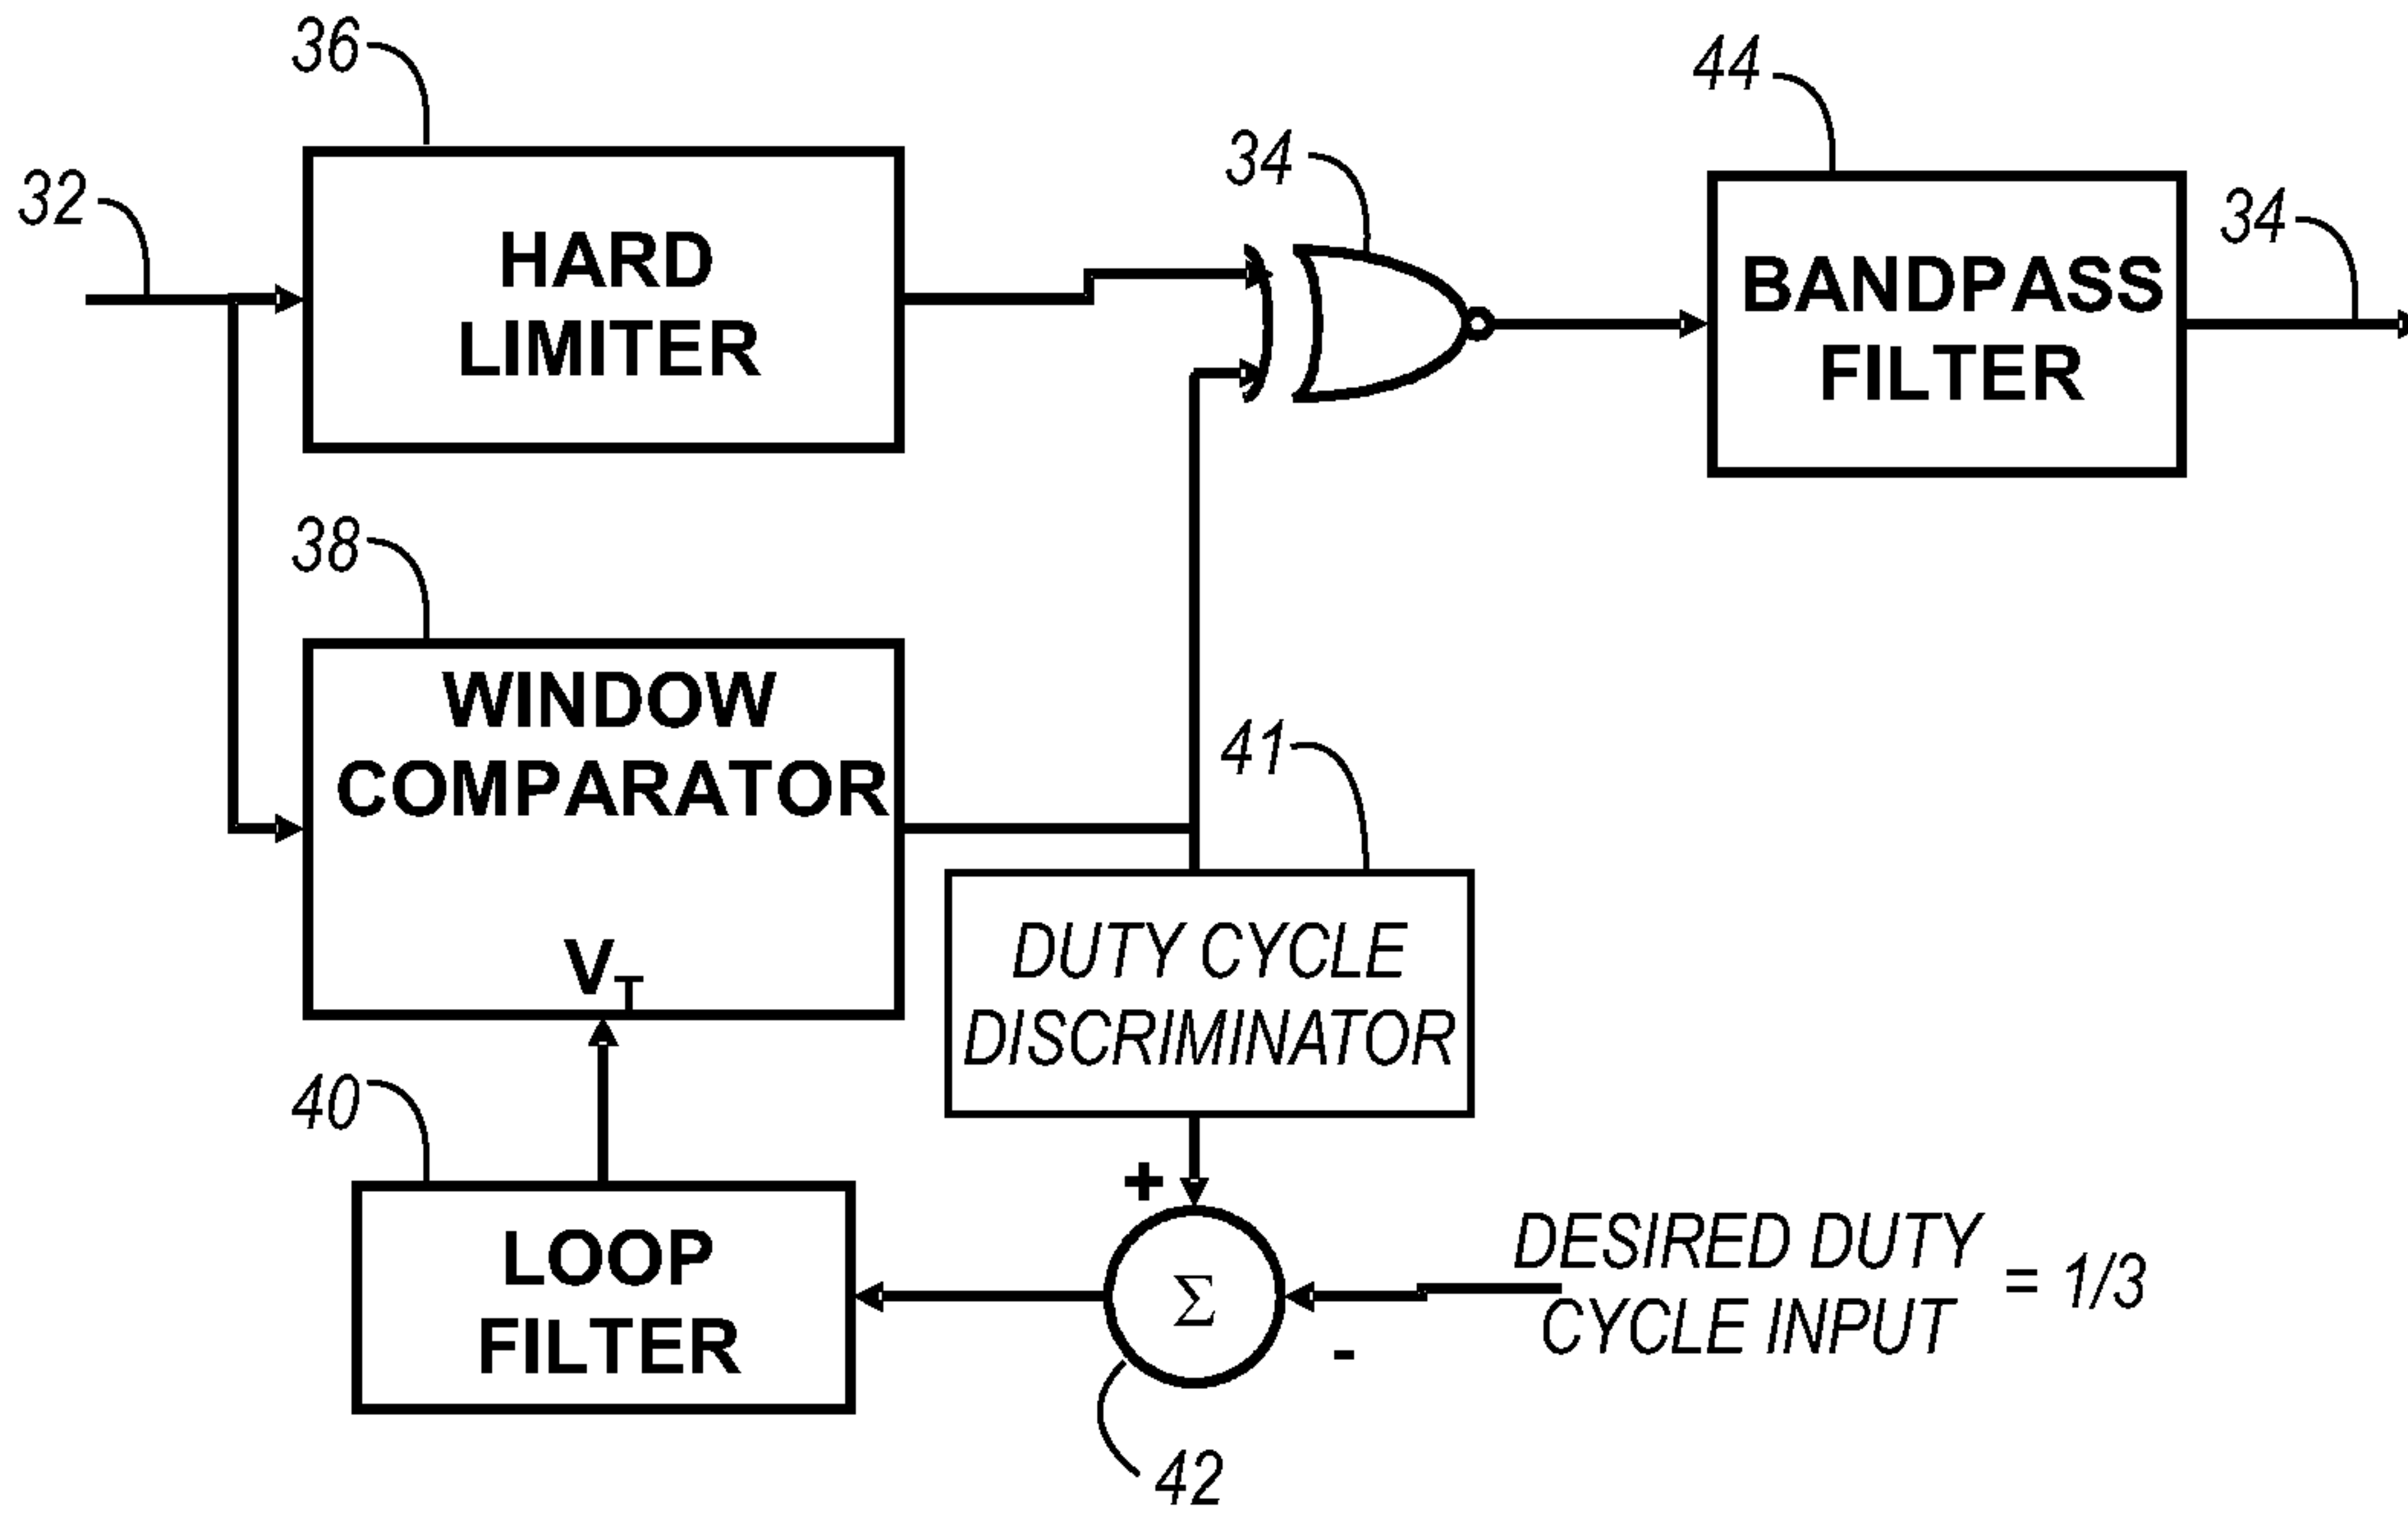 36
44
34
32
34
HARD
LIMITER
BANDPASS
FILTER
38
WINDOW
COMPARATOR
V_T
41
DUTY CYCLE
DISCRIMINATOR
40
LOOP
FILTER
+
Σ
-
DESIRED DUTY
CYCLE INPUT
= 1/3
42